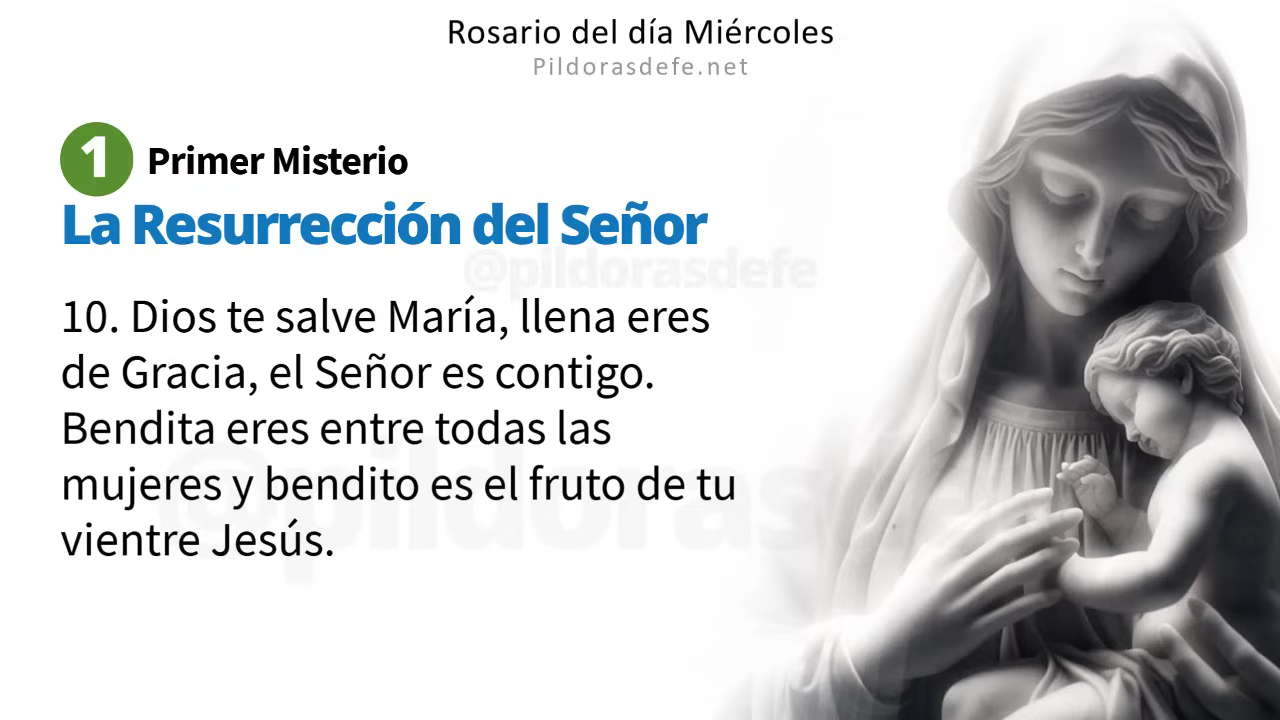 Rosario del día Miércoles
Pildorasdefe.net
1 Primer Misterio
La Resurrección del Señor
@pildorasdefe
10. Dios te salve María, llena eres
de Gracia, el Señor es contigo.
Bendita eres entre todas las
mujeres y bendito es el fruto de tu
vientre Jesús.